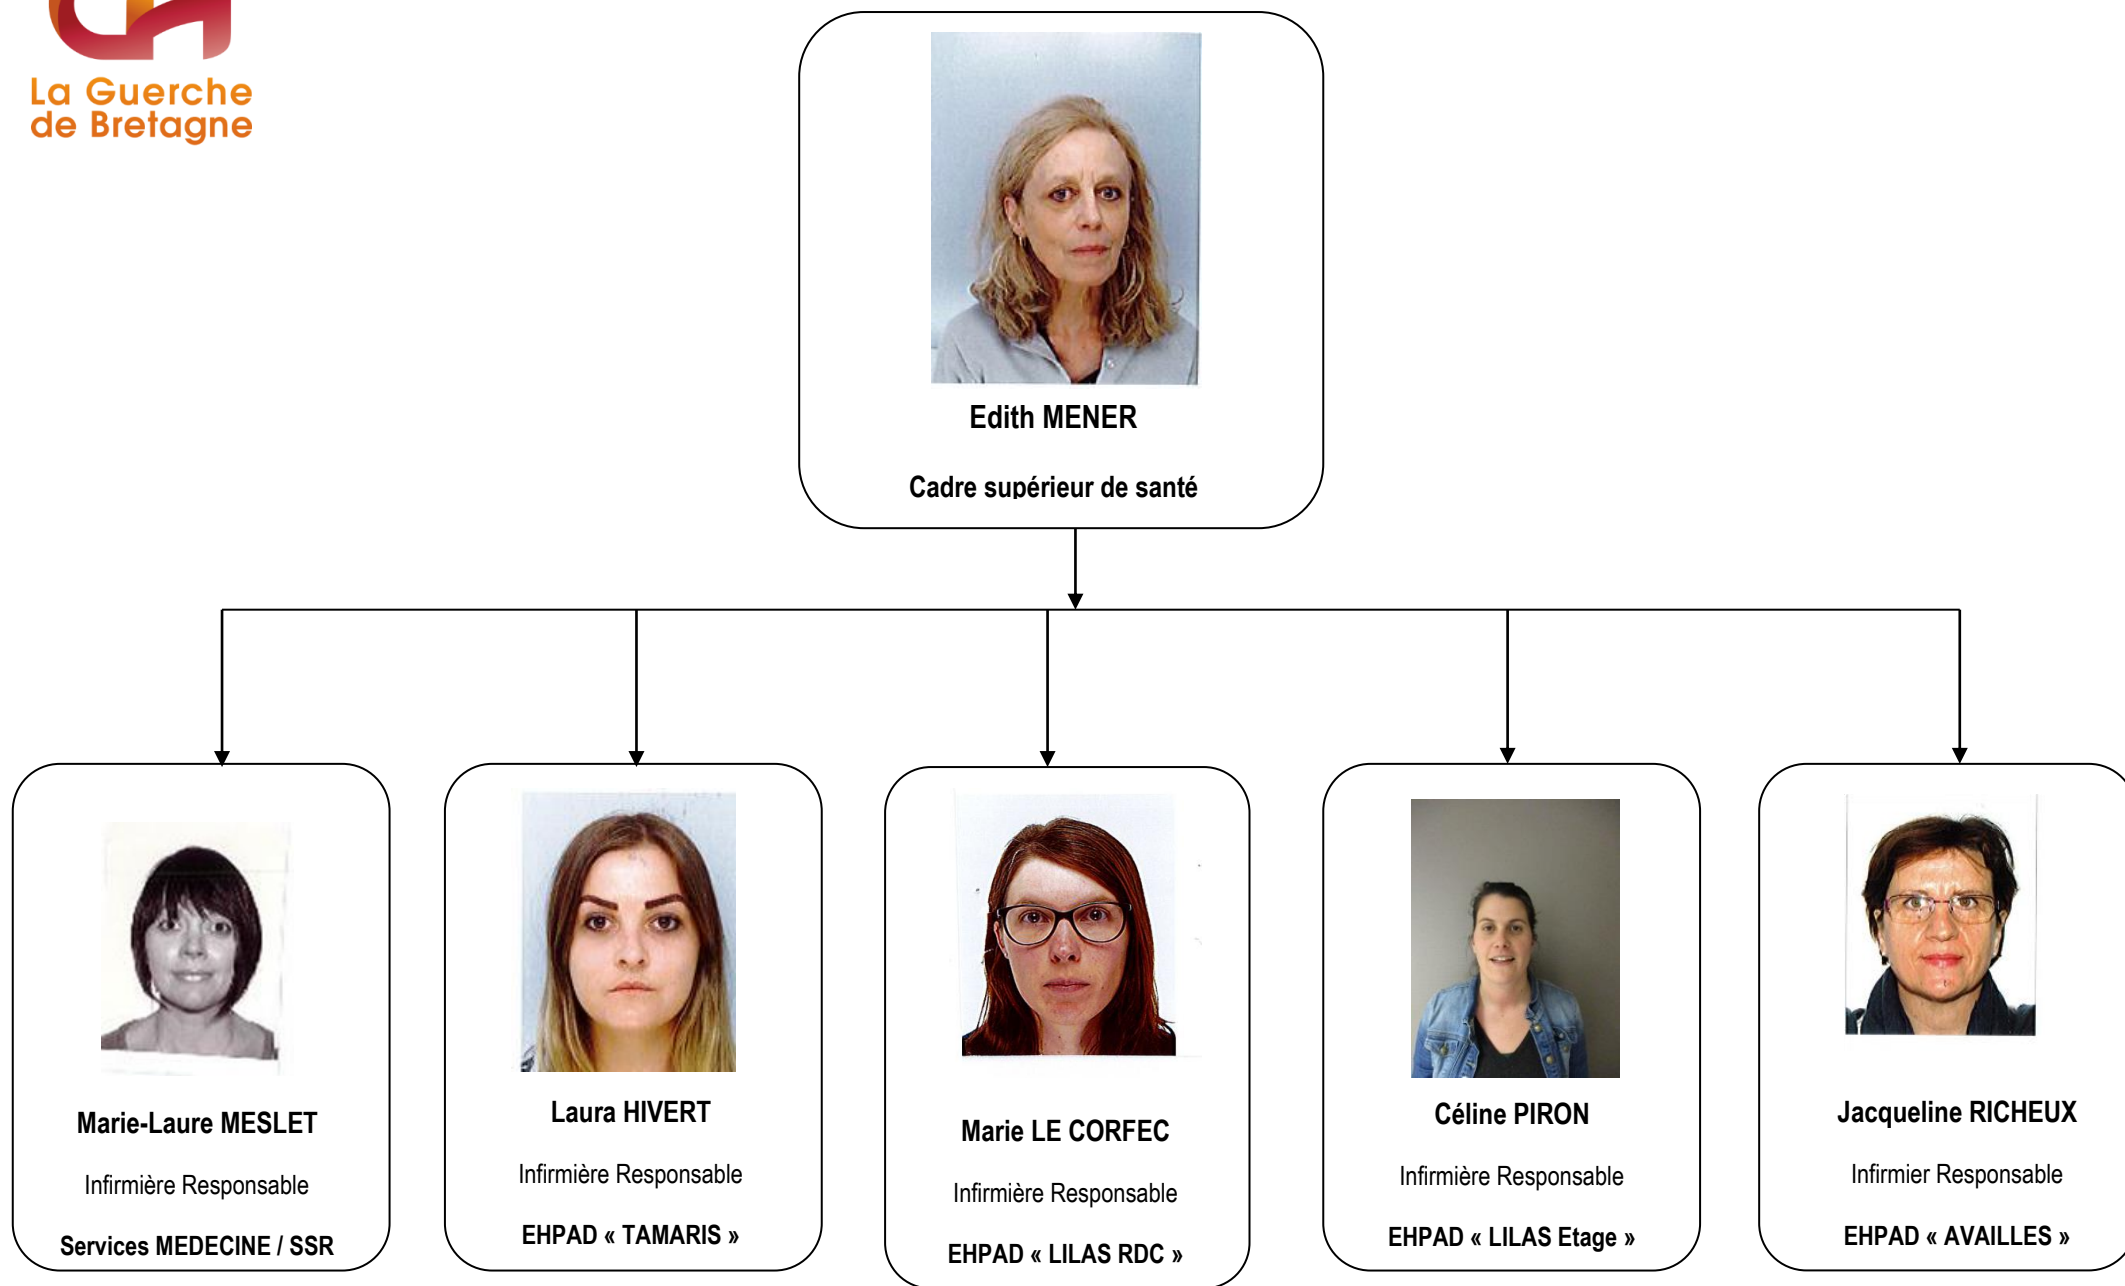 La Guerche
de Bretagne
Edith MENER
Cadre supérieur de santé
Marie-Laure MESLET
Infirmière Responsable
Services MEDECINE / SSR
Laura HIVERT
Infirmière Responsable
EHPAD « TAMARIS »
Marie LE CORFEC
Infirmière Responsable
EHPAD « LILAS RDC »
Céline PIRON
Infirmière Responsable
EHPAD « LILAS Etage »
Jacqueline RICHEUX
Infirmier Responsable
EHPAD « AVAILLES »